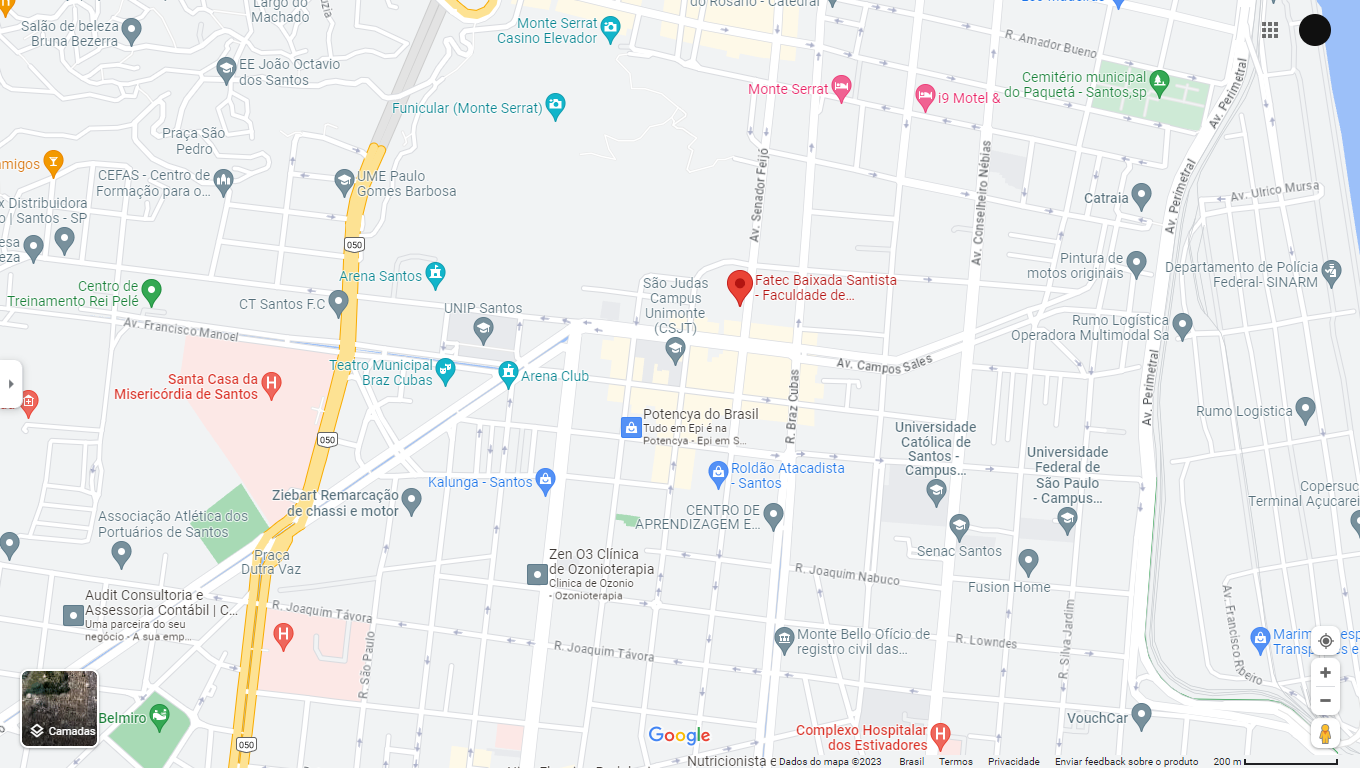 Largo do
Machado
do Rosário - Catedral
Salão de beleza
Bruna Bezerra
Monte Serrat
Casino Elevador
R. Amador Bueno
EE João Octavio
dos Santos
Cemitério municipal
do Paquetá - Santos,sp
Av. Perimetral
Monte Serrat
i9 Motel &
Funicular (Monte Serrat)
Praça São
Pedro
migos
CEFAS - Centro de
Formação para o...
UME Paulo
Gomes Barbosa
Av. Senador Feijó
Av. Conselheiro Nébias
Av. Perimetral
Av. Ulrico Mursa
Catraia
x Distribuidora
o | Santos - SP
050
esa
eza
Pintura de
motos originais
Departamento de Polícia
Federal- SINARM
Arena Santos
Centro de
Treinamento Rei Pelé
CT Santos F.C
UNIP Santos
São Judas
Campus
Unimonte
(CSJT)
Fatec Baixada Santista
- Faculdade de...
Av. Francisco Manoel
Rumo Logística
Operadora Multimodal Sa
Teatro Municipal
Braz Cubas
Arena Club
Av. Campos Sales
Av. Perimetral
Santa Casa da
Misericórdia de Santos
R. Braz Cubas
Rumo Logistica
Potencya do Brasil
Tudo em Epi é na
Potencya - Epi em S...
050
Universidade
Católica de
Santos -
Campus...
Universidade
Federal de
São Paulo
- Campus...
Kalunga - Santos
Roldão Atacadista
- Santos
Ziebart Remarcação
de chassi e motor
Copersuc
Terminal Açucarei
CENTRO DE
APRENDIZAGEM E...
Associação Atlética dos
Portuários de Santos
Praça
Dutra Vaz
Senac Santos
Zen O3 Clínica
de Ozonioterapia
Clinica de Ozonio
- Ozonioterapia
R. Joaquim Nabuco
Fusion Home
Audit Consultoria e
Assessoria Contábil | C...
Uma parceira do seu
negócio - A sua emp...
R. Joaquim Távora
R. Joaquim Távora
R. São Paulo
Monte Bello Ofício de
registro civil das...
R. Lowndes
R. Silva Jardim
Av. Francisco Ribeiro
Belmiro
Camadas
VouchCar
Complexo Hospitalar
dos Estivadores
050
Google
Nutricionista e
Dados do mapa ©2023
Brasil
Termos
Privacidade
Enviar feedback sobre o produto
200 m